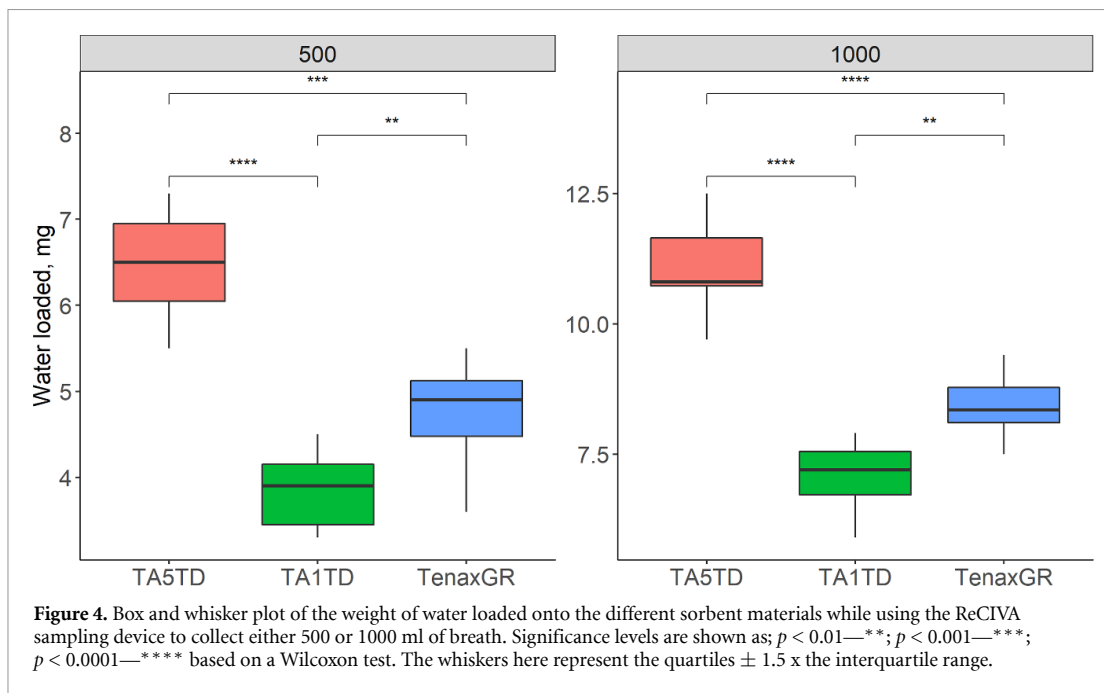 500
1000
***
**
****
****
**
****
8
7
6
5
4
12.5
10.0
7.5
Water loaded, mg
TA5TD TA1TD TenaxGR
TA5TD TA1TD TenaxGR
Figure 4. Box and whisker plot of the weight of water loaded onto the different sorbent materials while using the ReCIVA
sampling device to collect either 500 or 1000 ml of breath. Significance levels are shown as; p < 0.01—**; p < 0.001—***;
p < 0.0001—**** based on a Wilcoxon test. The whiskers here represent the quartiles ± 1.5 x the interquartile range.